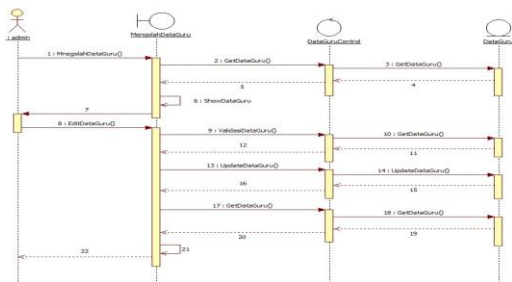 : admin
MengolahDataGuru
DataGuruControl
DataGuru
1 : MnegolahDataGuru()
2 : GetDataGuru()
3 : GetDataGuru()
4
5
6 : ShowDataGuru
7
8 : EditDataGuru()
9 : ValidasiDataGuru()
10 : GetDataGuru()
11
12
13 : UpdateDataGuru()
14 : UpdateDataGuru()
15
16
17 : GetDataGuru()
18 : GetDataGuru()
19
20
21
22